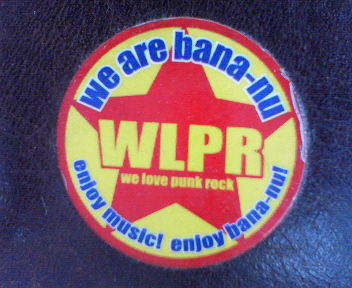 we are bana-nu
WLPR
we love punk rock
enjoy music! enjoy bana-nu!